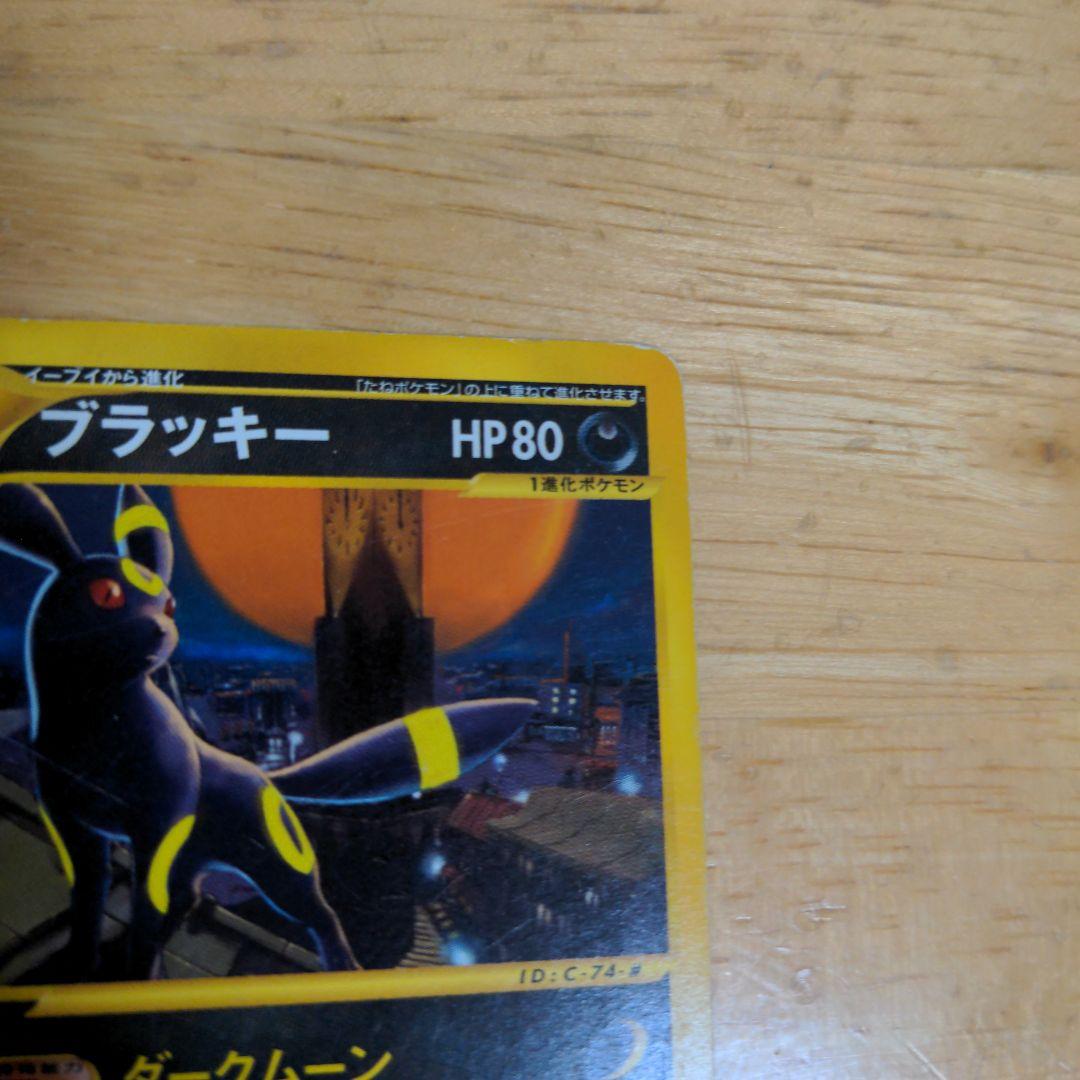 イーブイから進化
「たねポケモン」の上に重ねて進化させます。
ブラッキー HP80
1進化ポケモン
ID:C-74-#
ダークムーン